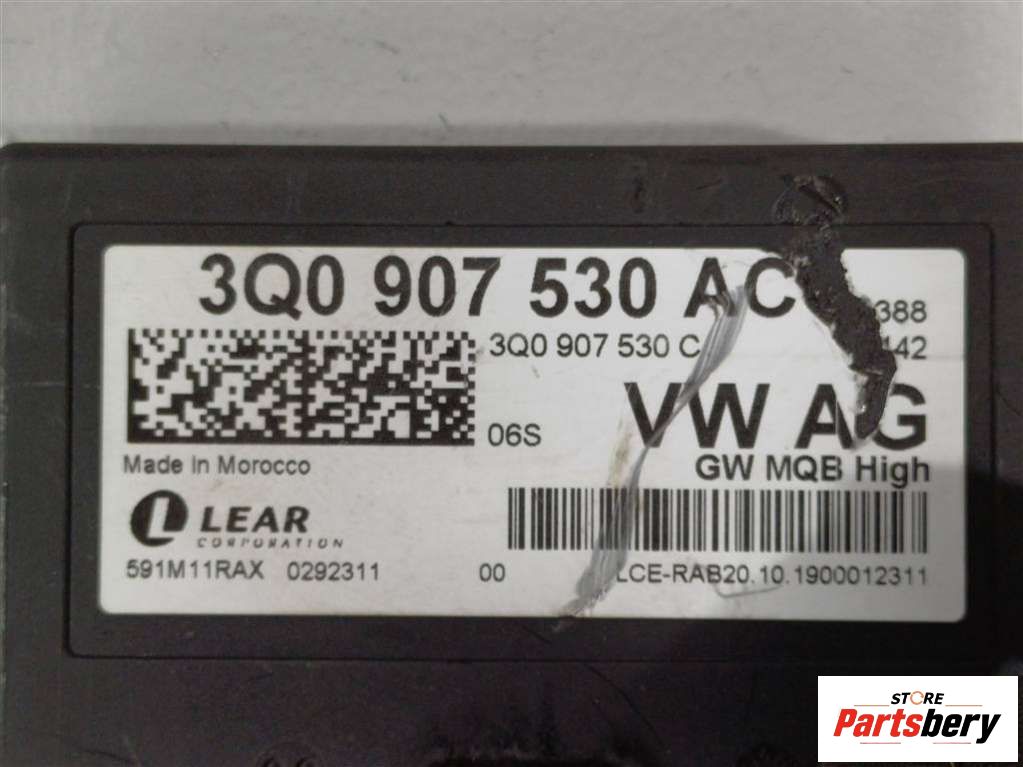 3Q0 907 530 AC
388
3Q0 907 530 C
142
06S
VW AG
Made in Morocco
GW MQB High
LEAR
CORPORATION
591M11RAX 0292311
00
LCE-RAB20.10.1900012311
STORE
Partsbery